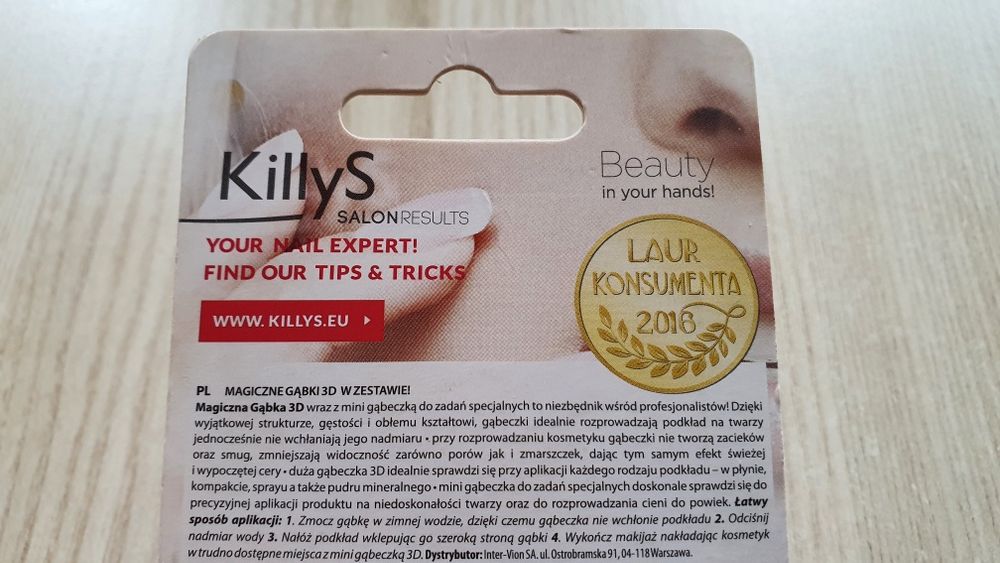 KillyS
SALONRESULTS
Beauty
in your hands!
YOUR NAIL EXPERT!
FIND OUR TIPS & TRICKS
WWW. KILLYS.EU
LAUR
KONSUMENTA
2016
PL MAGICZNE GĄBKI 3D W ZESTAWIE!
Magiczna Gąbka 3D wraz z mini gąbeczką do zadań specjalnych to niezbędnik wśród profesjonalistów! Dzięki
wyjątkowej strukturze, gęstości i obłemu kształtowi, gąbeczki idealnie rozprowadzają podkład na twarzy
jednocześnie nie wchłaniają jego nadmiaru • przy rozprowadzaniu kosmetyku gąbeczki nie tworzą zacieków
oraz smug, zmniejszają widoczność zarówno porów jak i zmarszczek, dając tym samym efekt świeżej
i wypoczętej cery • duża gąbeczka 3D idealnie sprawdzi się przy aplikacji każdego rodzaju podkładu – w płynie,
kompakcie, sprayu a także pudru mineralnego • mini gąbeczka do zadań specjalnych doskonale sprawdzi się do
precyzyjnej aplikacji produktu na niedoskonałości twarzy oraz do rozprowadzania cieni do powiek. Łatwy
sposób aplikacji: 1. Zmocz gąbkę w zimnej wodzie, dzięki czemu gąbeczka nie wchłonie podkładu 2. Odciśnij
nadmiar wody 3. Nałóż podkład wklepując go szeroką stroną gąbki 4. Wykończ makijaż nakładając kosmetyk
w trudno dostępne miejsca z mini gąbeczką 3D. Dystrybutor: Inter-Vion SA. ul. Ostrobramska 91, 04-118 Warszawa.